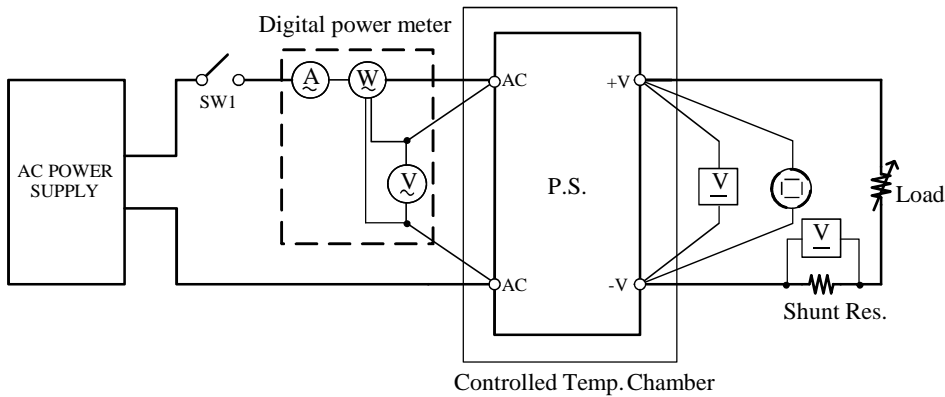 Digital power meter
A
W
SW1
AC
+V
AC POWER
SUPPLY
V
P.S.
V
Load
V
AC
-V
Shunt Res.
Controlled Temp. Chamber